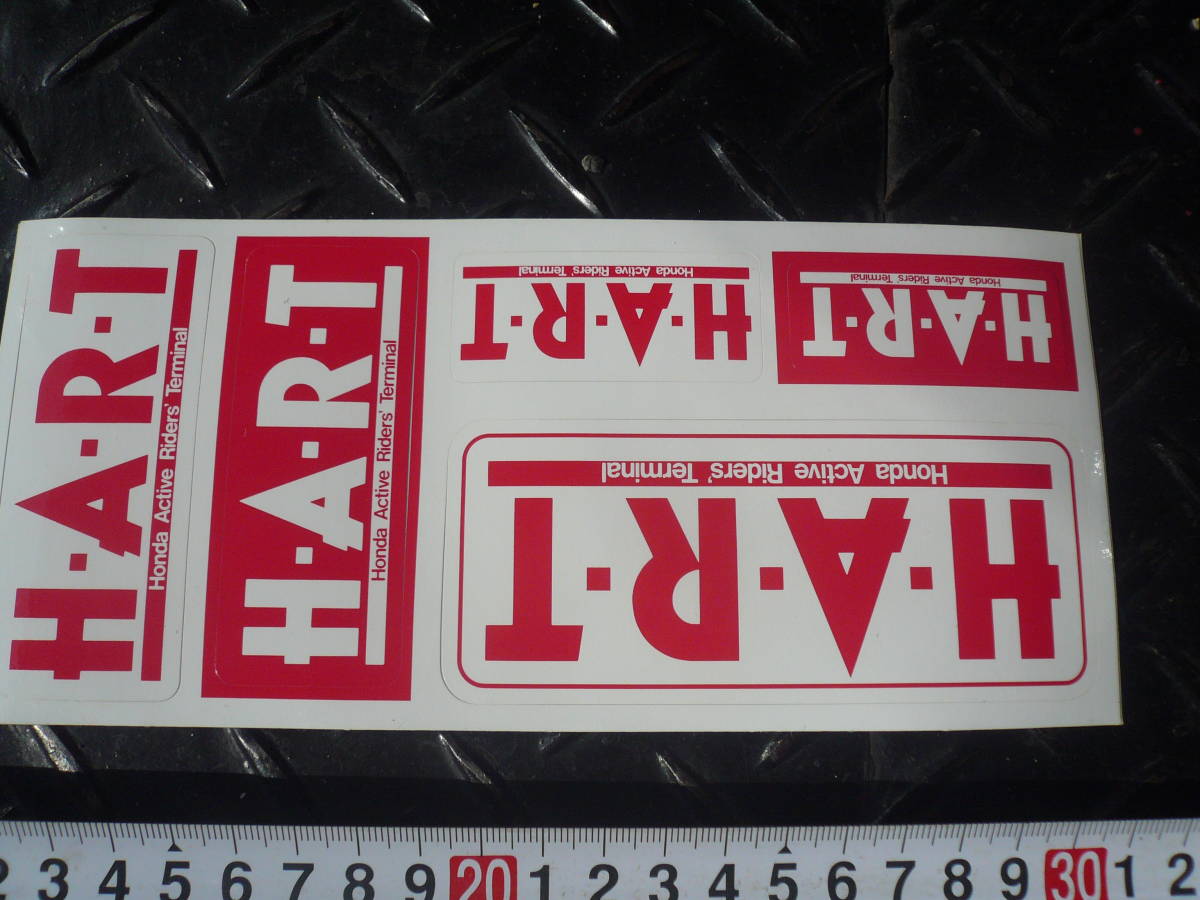 H·A·R·T
Honda Active Riders' Terminal
H·A·R·T
Honda Active Riders' Terminal
H·A·R·T
Honda Active Riders' Terminal
H·A·R·T
Honda Active Riders' Terminal
H·A·R·T
Honda Active Riders' Terminal
2 3 4 5 6 7 8 9 20 1 2 3 4 5 6 7 8 9 30 1 2